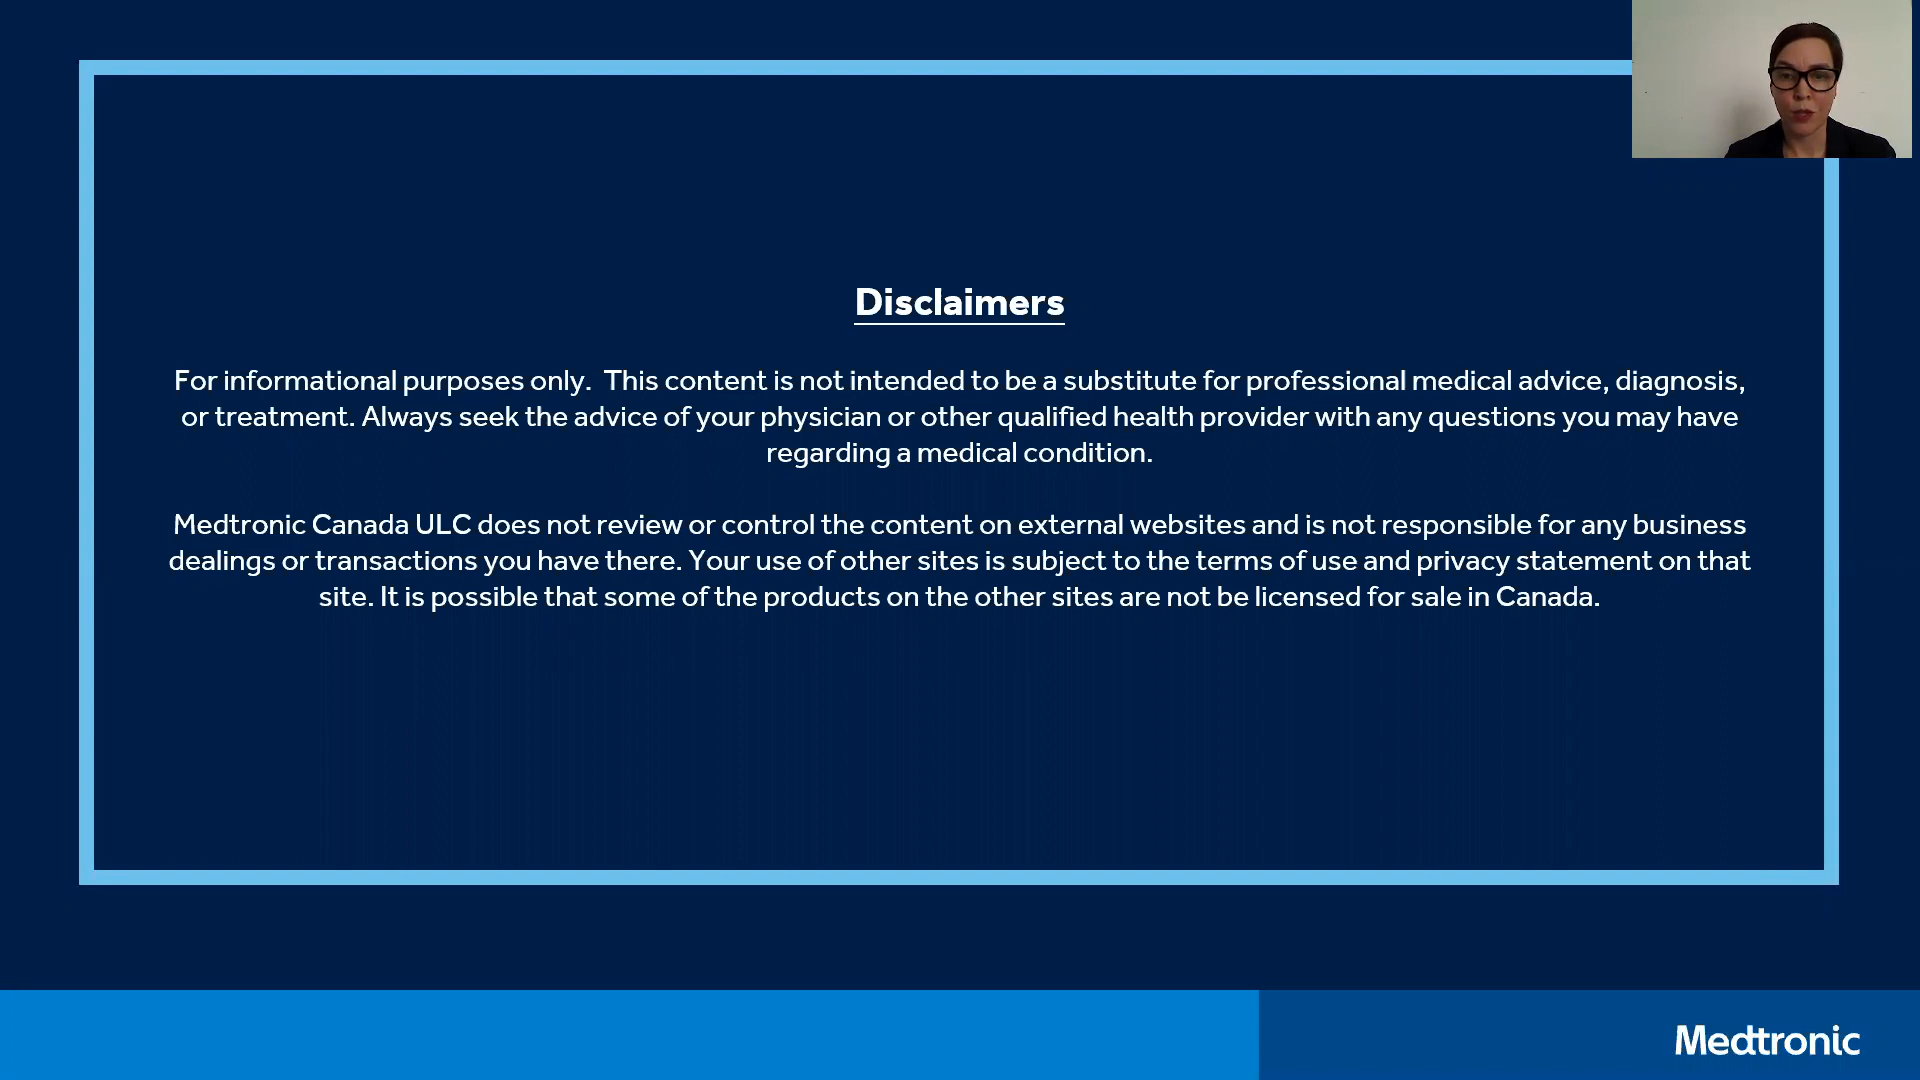 Disclaimers
For informational purposes only.  This content is not intended to be a substitute for professional medical advice, diagnosis,
or treatment. Always seek the advice of your physician or other qualified health provider with any questions you may have
regarding a medical condition.
Medtronic Canada ULC does not review or control the content on external websites and is not responsible for any business
dealings or transactions you have there. Your use of other sites is subject to the terms of use and privacy statement on that
site. It is possible that some of the products on the other sites are not be licensed for sale in Canada.
Medtronic